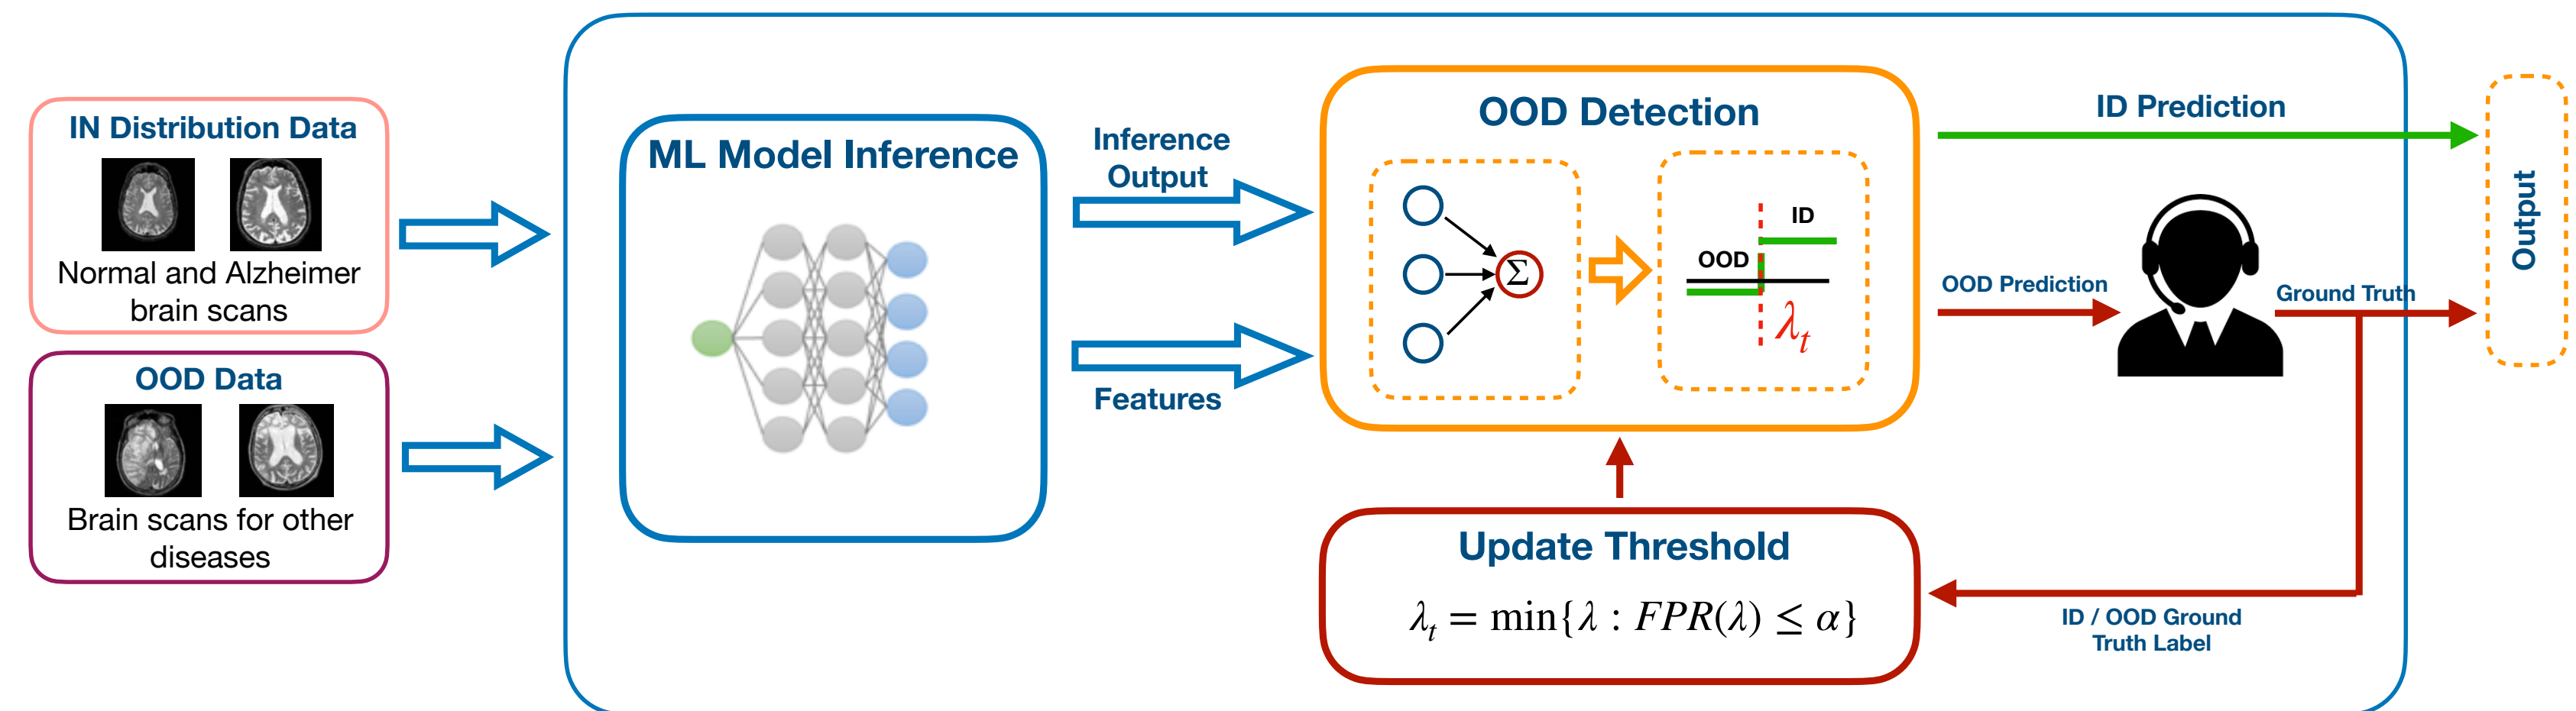 IN Distribution Data
Normal and Alzheimer
brain scans
OOD Data
Brain scans for other
diseases
ML Model Inference
Inference
Output
Features
OOD Detection
Σ
OOD
ID
λt
Update Threshold
λt = min{λ : FPR(λ) ≤ α}
ID Prediction
OOD Prediction
Ground Truth
ID / OOD Ground
Truth Label
Output